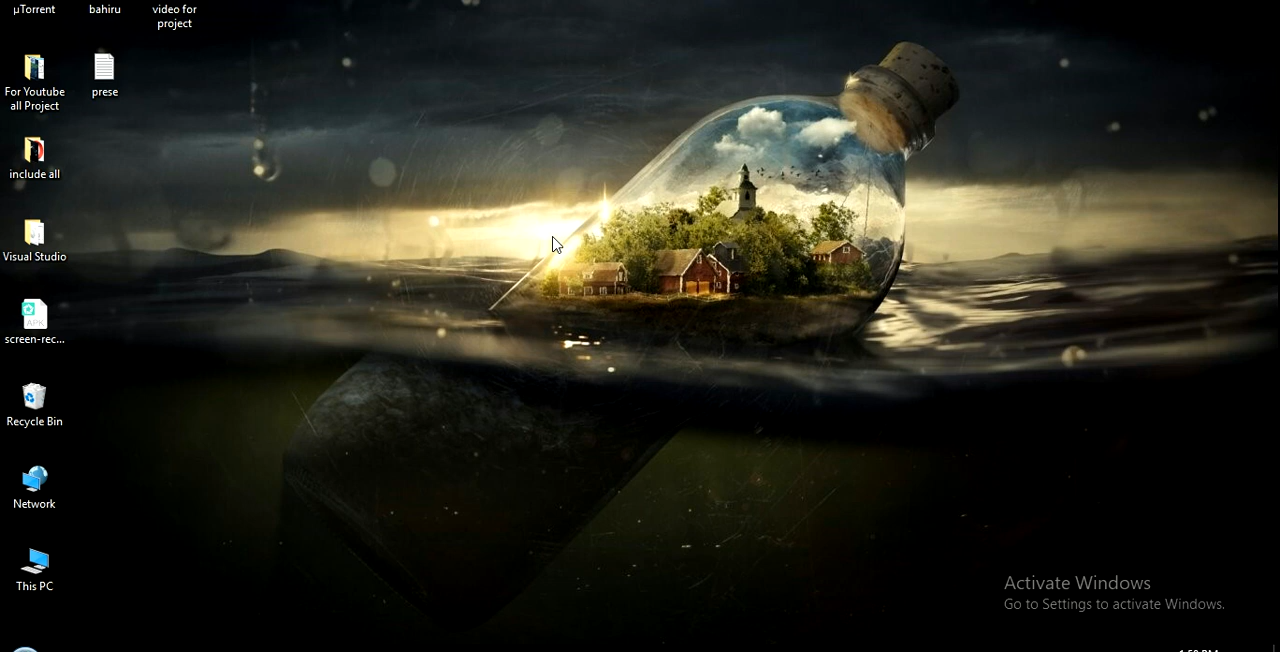 µTorrent
bahiru
video for
project
For Youtube
all Project
prese
include all
Visual Studio
screen-rec...
APK
Recycle Bin
Network
This PC
Activate Windows
Go to Settings to activate Windows.